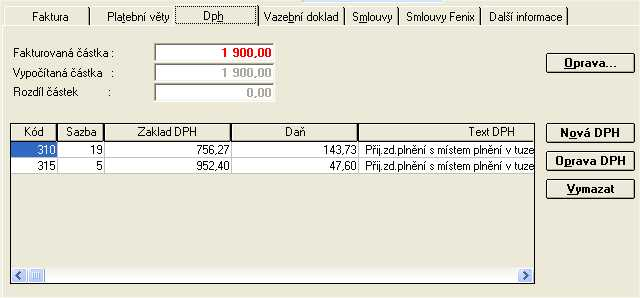 Faktura Platební věty Dph Vazební doklad Smlouvy Smlouvy Fenix Další informace
Fakturovaná částka : 1 900,00
Vypočítaná částka : 1 900,00
Rozdíl částek : 0,00
Oprava...
Kód Sazba Zaklad DPH Daň Text DPH
310 19 756,27 143,73 Přij.zd.plnění s místem plnění v tuze
315 5 952,40 47,60 Přij.zd.plnění s místem plnění v tuze
Nová DPH
Oprava DPH
Vymazat